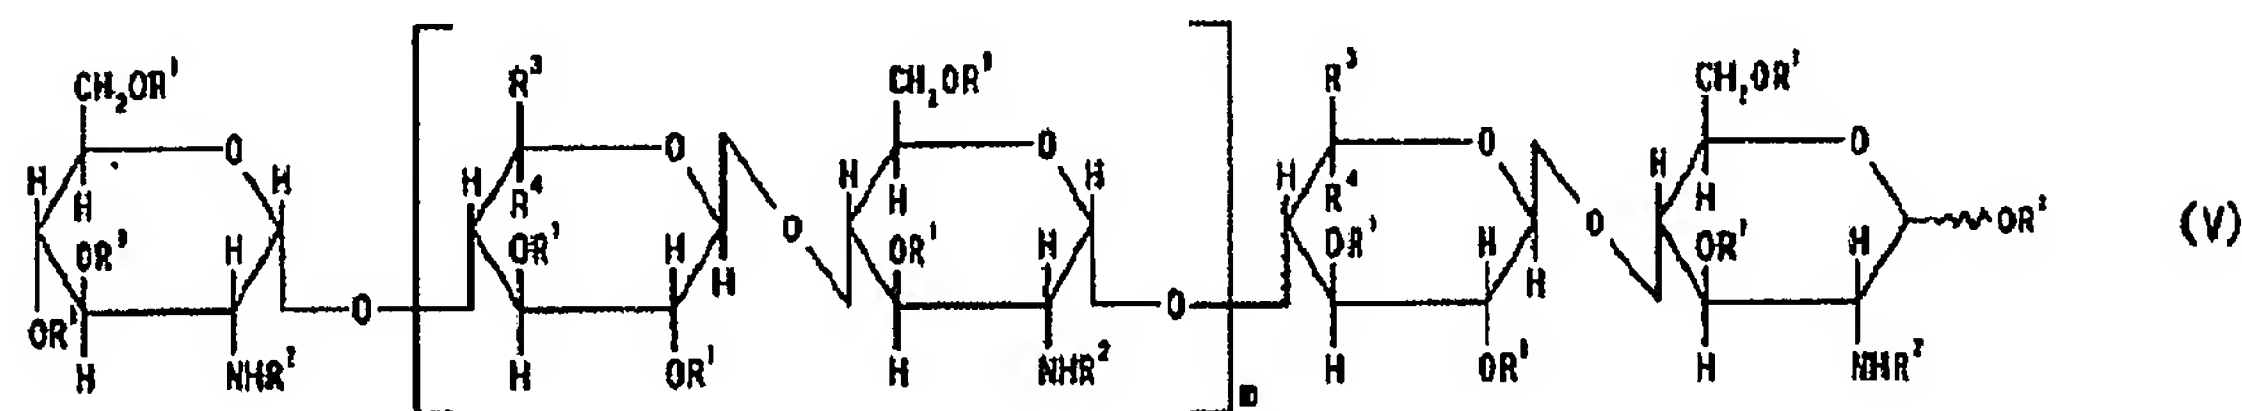 CH₂OR¹ R³ CH₂OR¹ R³ CH₂OR¹
O O O O O
H H H H H H H
H R⁴ H R⁴ H
O O OR² (V)
OR¹ H OR¹ H OR¹ H OR¹ H OR¹ H
H H
O O
OR¹
H NHR² H OR¹ H NHR² H OR¹ H NHR²